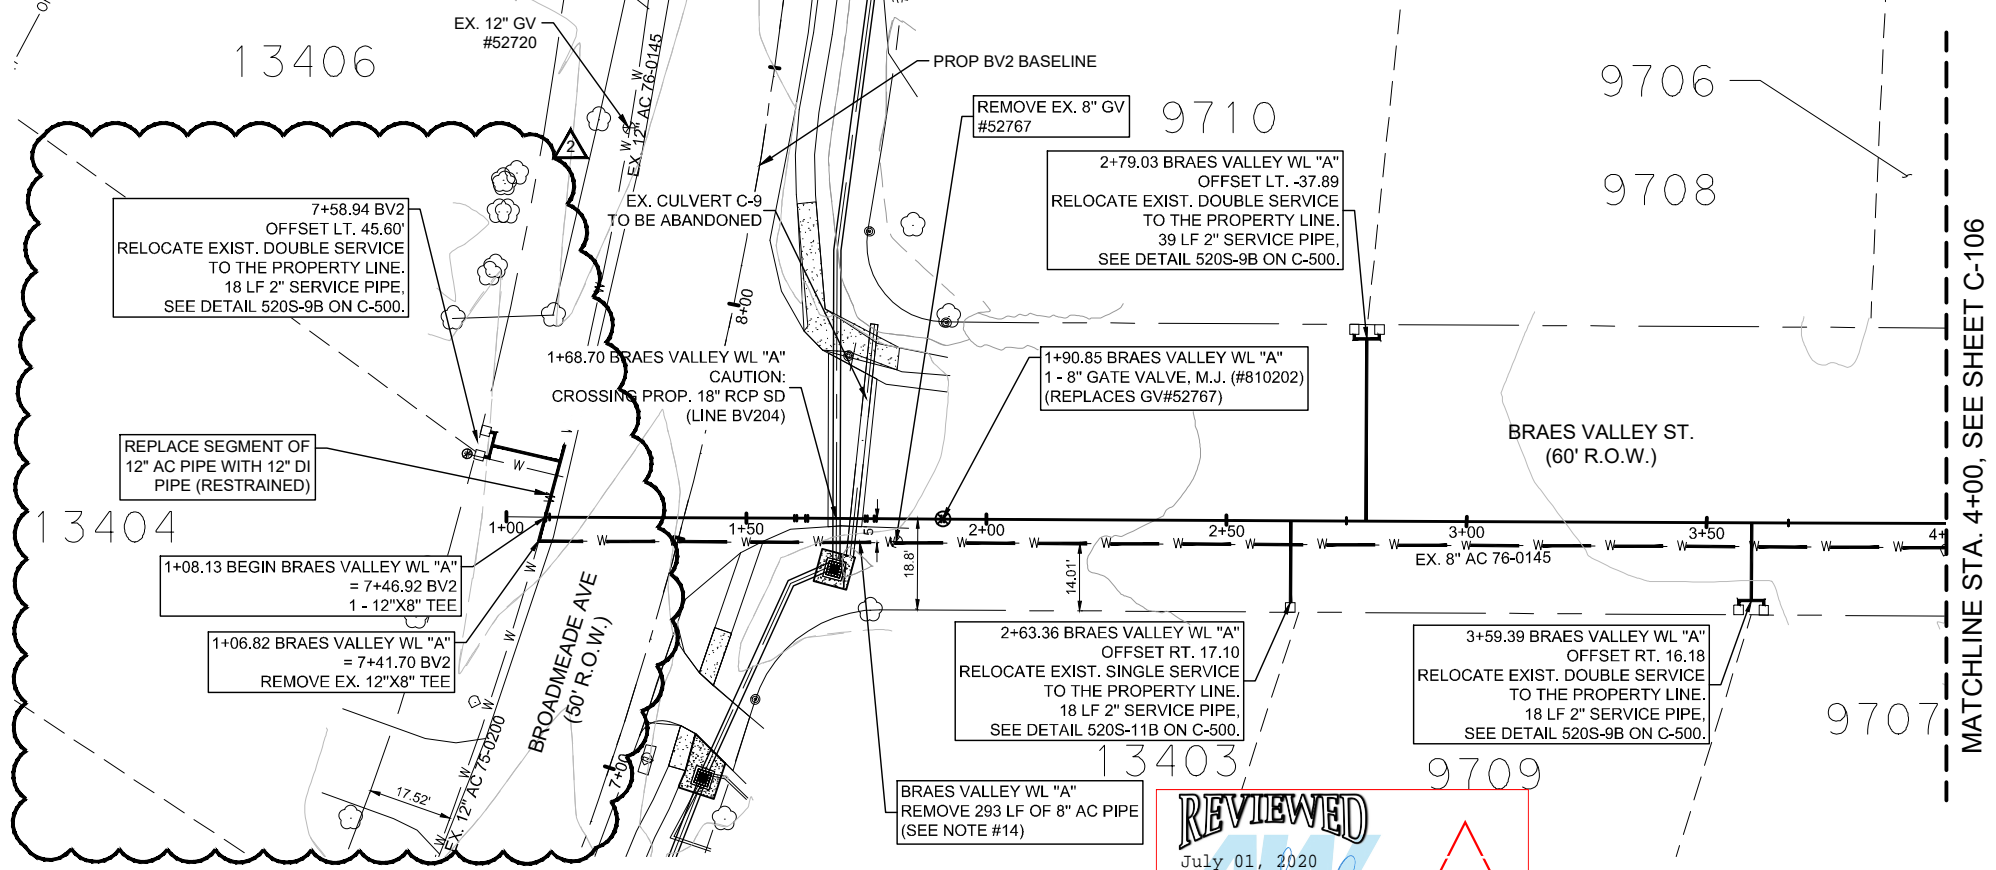 EX. 12" GV
#52720
13406
EX. 12" AC 76-0145
PROP BV2 BASELINE
REMOVE EX. 8" GV
#52767
9710
9706
9708
2
2+79.03 BRAES VALLEY WL "A"
OFFSET LT. -37.89
RELOCATE EXIST. DOUBLE SERVICE
TO THE PROPERTY LINE.
39 LF 2" SERVICE PIPE,
SEE DETAIL 520S-9B ON C-500.
EX. CULVERT C-9
TO BE ABANDONED
7+58.94 BV2
OFFSET LT. 45.60'
RELOCATE EXIST. DOUBLE SERVICE
TO THE PROPERTY LINE.
18 LF 2" SERVICE PIPE,
SEE DETAIL 520S-9B ON C-500.
8+00
1+68.70 BRAES VALLEY WL "A"
CAUTION:
CROSSING PROP. 18" RCP SD
(LINE BV204)
1+90.85 BRAES VALLEY WL "A"
1 - 8" GATE VALVE, M.J. (#810202)
(REPLACES GV#52767)
BRAES VALLEY ST.
(60' R.O.W.)
MATCHLINE STA. 4+00, SEE SHEET C-106
REPLACE SEGMENT OF
12" AC PIPE WITH 12" DI
PIPE (RESTRAINED)
13404
1+00
1+50
2+00
2+50
3+00
3+50
4+
5'
18.8'
14.01'
EX. 8" AC 76-0145
1+08.13 BEGIN BRAES VALLEY WL "A"
= 7+46.92 BV2
1 - 12"X8" TEE
1+06.82 BRAES VALLEY WL "A"
= 7+41.70 BV2
REMOVE EX. 12"X8" TEE
BROADMEADE AVE
(50' R.O.W.)
2+63.36 BRAES VALLEY WL "A"
OFFSET RT. 17.10
RELOCATE EXIST. SINGLE SERVICE
TO THE PROPERTY LINE.
18 LF 2" SERVICE PIPE,
SEE DETAIL 520S-11B ON C-500.
3+59.39 BRAES VALLEY WL "A"
OFFSET RT. 16.18
RELOCATE EXIST. DOUBLE SERVICE
TO THE PROPERTY LINE.
18 LF 2" SERVICE PIPE,
SEE DETAIL 520S-9B ON C-500.
9707
13403
9709
7+00
17.52'
EX. 12" AC 75-0200
BRAES VALLEY WL "A"
REMOVE 293 LF OF 8" AC PIPE
(SEE NOTE #14)
REVIEWED
July 01, 2020